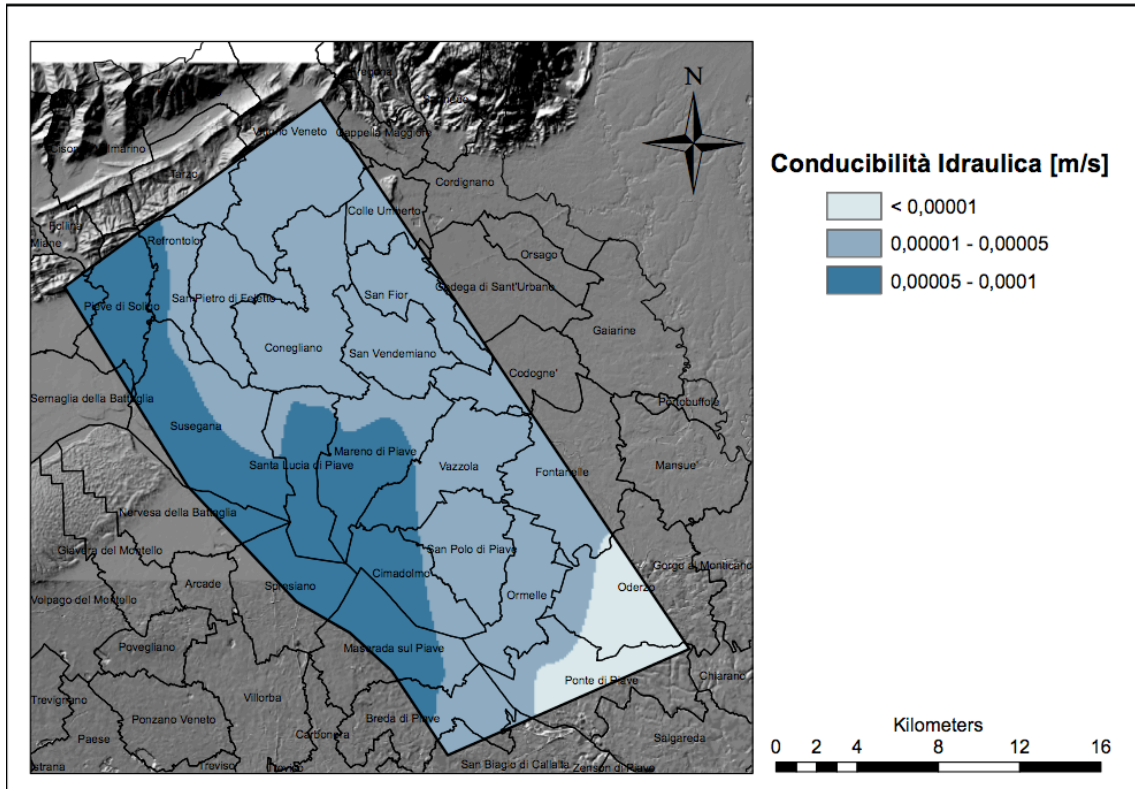 Vittorio Veneto
Cappella Maggiore
Tarzo
Cordignano
Follina
Miane
Colle Umberto
Refrontolo
Orsago
Godega di Sant'Urbano
San Pietro di Feletto
San Fior
Pieve di Soligo
Gaiarine
Conegliano
San Vendemiano
Codogne'
Sernaglia della Battaglia
Portobuffole
Susegana
Mareno di Piave
Santa Lucia di Piave
Vazzola
Fontanelle
Mansue'
Nervesa della Battaglia
Giavera del Montello
San Polo di Piave
Gorgo al Monticano
Cimadolmo
Arcade
Spresiano
Oderzo
Volpago del Montello
Ormelle
Povegliano
Maserada sul Piave
Chiarano
Ponte di Piave
Trevignano
Villorba
Ponzano Veneto
Breda di Piave
Carbonera
Paese
Salgareda
San Biagio di Callalta
Zenson di Piave
Treviso
Treviso
strana
N
Conducibilità Idraulica [m/s]
< 0,00001
0,00001 - 0,00005
0,00005 - 0,0001
Kilometers
0 2 4 8 12 16